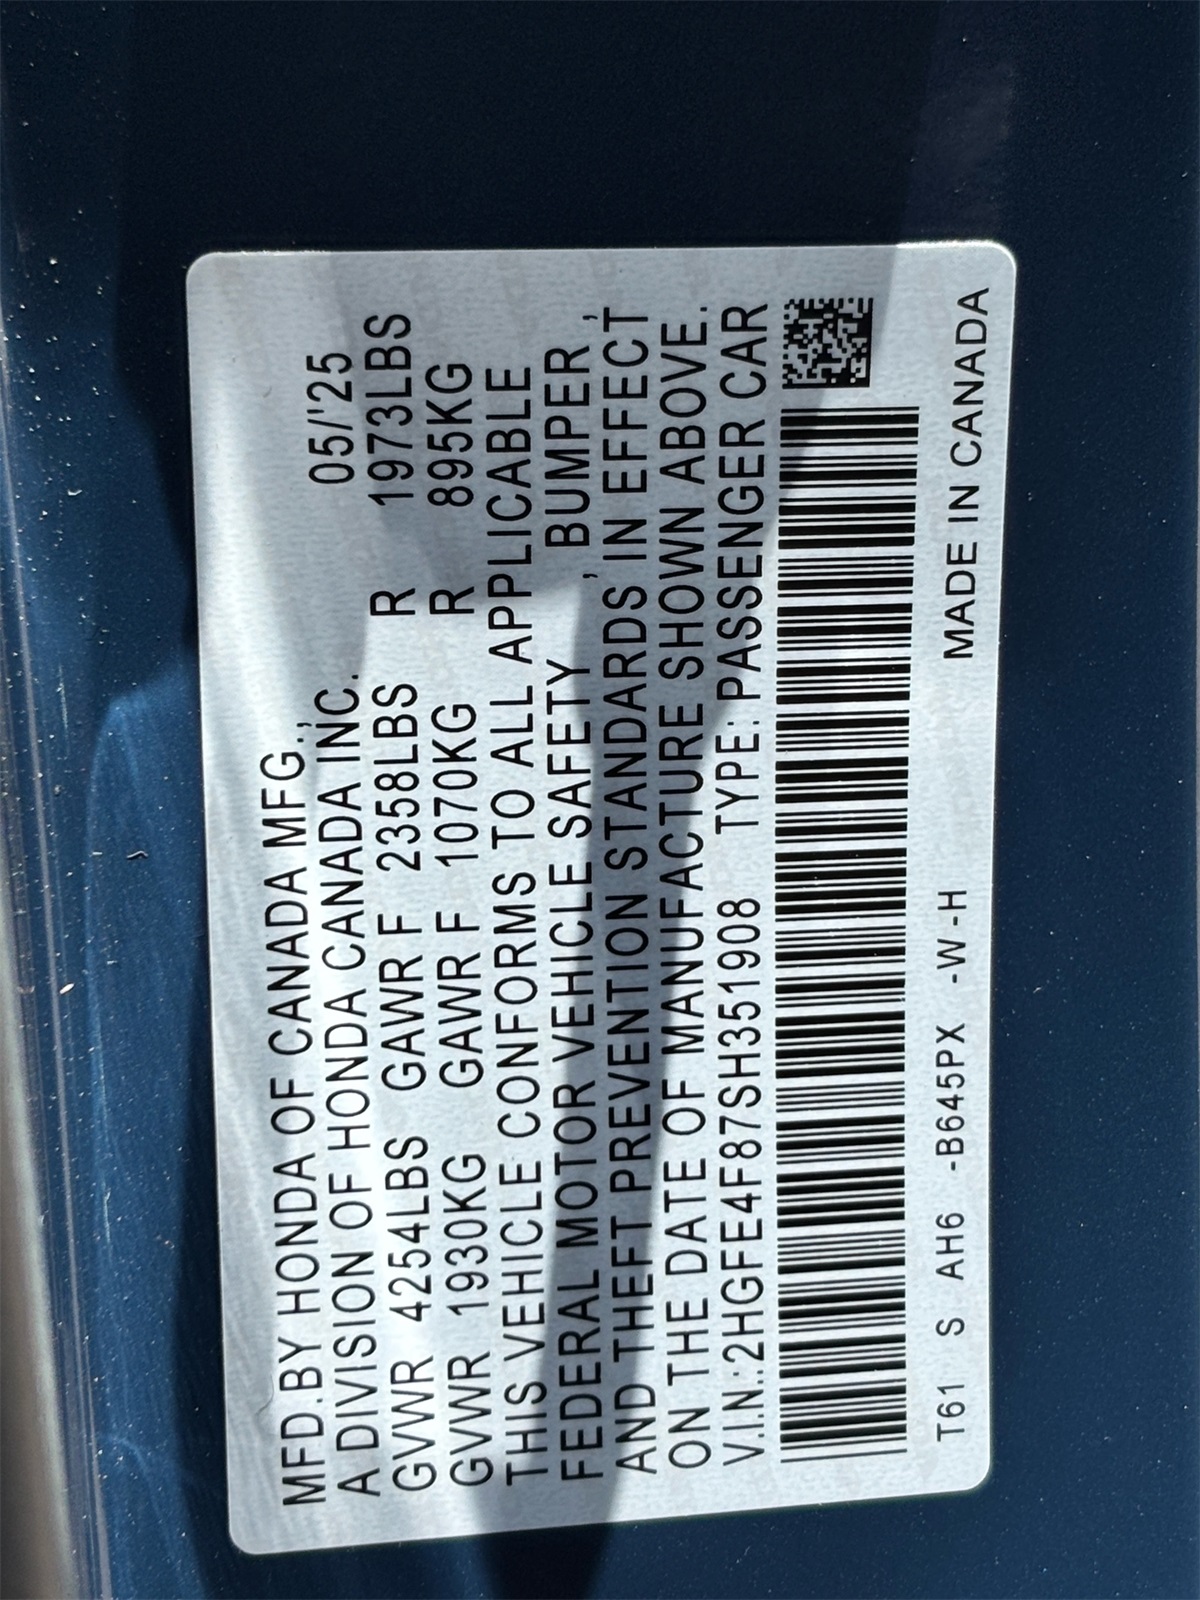 MFD.BY HONDA OF CANADA MFG.,
A DIVISION OF HONDA CANADA INC. 05/'25
GVWR 4254LBS GAWR F 2358LBS R 1973LBS
GVWR 1930KG GAWR F 1070KG R 895KG
THIS VEHICLE CONFORMS TO ALL APPLICABLE
FEDERAL MOTOR VEHICLE SAFETY , BUMPER ,
AND THEFT PREVENTION STANDARDS IN EFFECT
ON THE DATE OF MANUFACTURE SHOWN ABOVE.
V.I.N.:2HGFE4F87SH351908 TYPE: PASSENGER CAR
T61 S AH6 -B645PX -W -H MADE IN CANADA